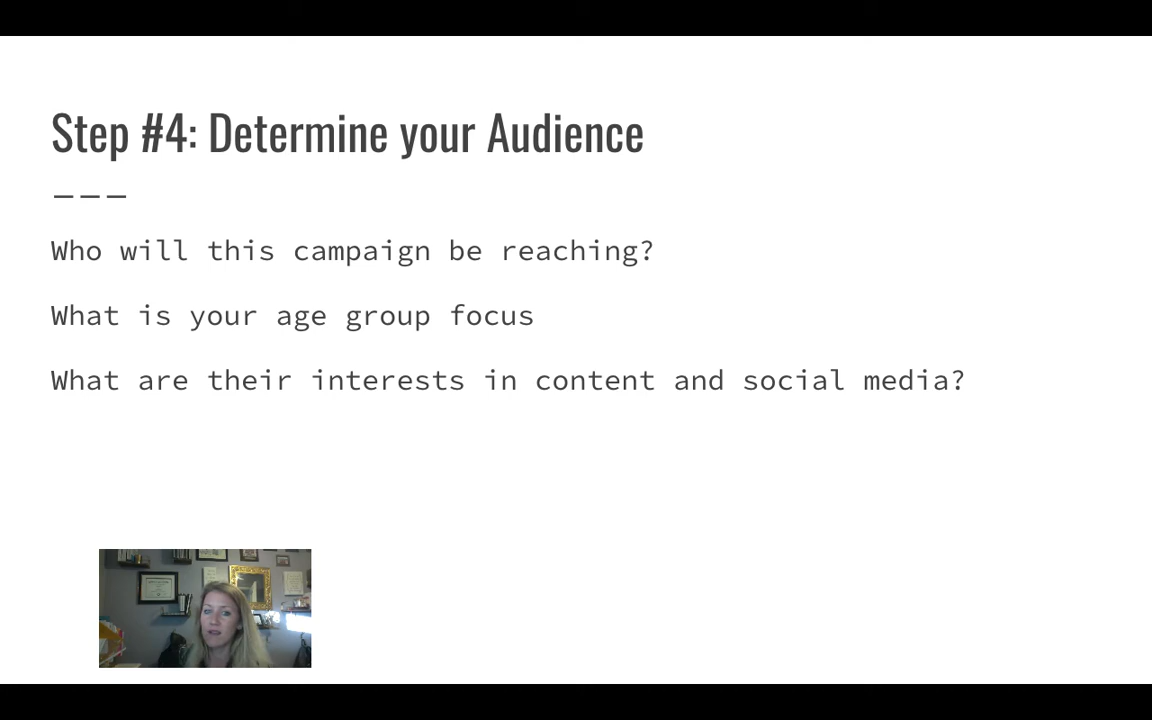 Step #4: Determine your Audience
Who will this campaign be reaching?
What is your age group focus
What are their interests in content and social media?